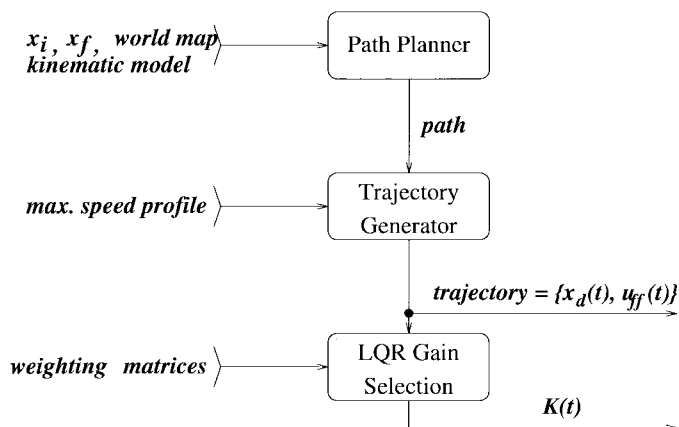 x_i, x_f, world map
kinematic model
Path Planner
path
max. speed profile
Trajectory
Generator
trajectory = {x_d(t), u_ff(t)}
weighting matrices
LQR Gain
Selection
K(t)